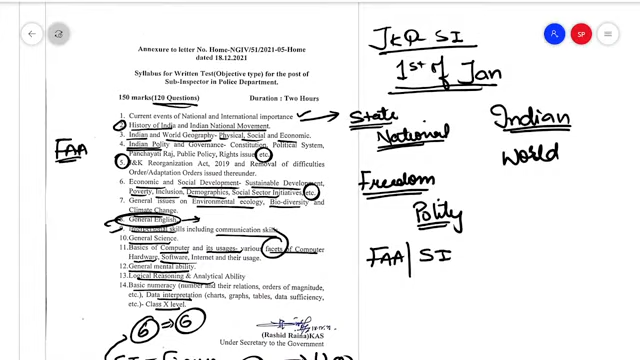 Annexure to letter No. Home-NGIV/51/2021-05-Home
dated 18.12.2021
Syllabus for Written Test(Objective type) for the post of
Sub-Inspector in Police Department.
150 marks(120 Questions) Duration : Two Hours
1. Current events of National and International importance
2. History of India and Indian National Movement.
3. Indian and World Geography- Physical, Social and Economic.
4. Indian Polity and Governance- Constitution, Political System,
Panchayati Raj, Public Policy, Rights issues etc.
5. J&K Reorganization Act, 2019 and Removal of difficulties
Order/Adaptation Orders issued thereunder.
6. Economic and Social Development- Sustainable Development,
Poverty, Inclusion, Demographics, Social Sector Initiatives, etc.
7. General issues on Environmental ecology, Bio-diversity and
Climate Change.
8. General English
9. Interpersonal skills including communication skills
10. General Science.
11. Basics of Computer and its usages- various facets of Computer
Hardware, Software, Internet and their usage.
12. General mental ability.
13. Logical Reasoning & Analytical Ability
14. Basic numeracy (number and their relations, orders of magnitude,
etc.), Data interpretation (charts, graphs, tables, data sufficiency,
etc.)- Class X level.
(Rashid Raina)KAS
Under Secretary to the Government
FAA
6 ⇒ 6
JKP SI
1st of Jan
State
National
Indian
World
Freedom
Polity
FAA | SI
SP